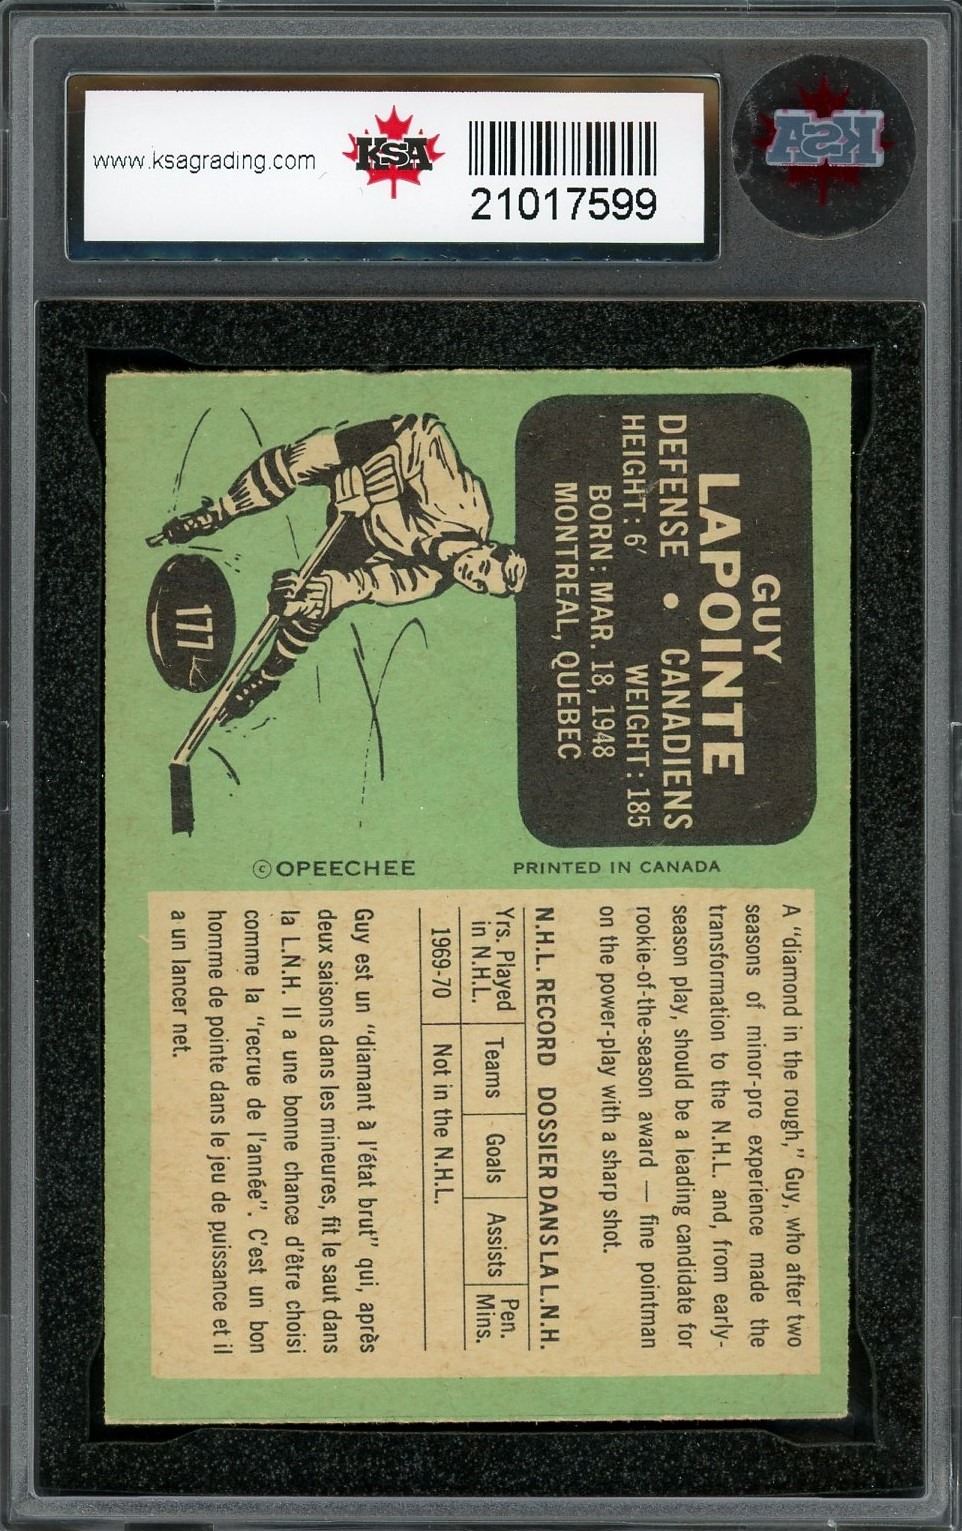 www.ksagrading.com
KSA
21017599
KSA
GUY
LAPOINTE
DEFENSE • CANADIENS
HEIGHT: 6' WEIGHT: 185
BORN: MAR. 18, 1948
MONTREAL, QUEBEC
177
© OPEECHEE
PRINTED IN CANADA
A "diamond in the rough," Guy, who after two
seasons of minor-pro experience made the
transformation to the N.H.L. and, from early-
season play, should be a leading candidate for
rookie-of-the-season award — fine pointman
on the power-play with a sharp shot.
N.H.L. RECORD DOSSIER DANS LA L.N.H.
Yrs. Played in N.H.L. Teams Goals Assists Pen. Mins.
1969-70 Not in the N.H.L.
Guy est un "diamant à l'état brut" qui, après
deux saisons dans les mineures, fit le saut dans
la L.N.H. Il a une bonne chance d'être choisi
comme la "recrue de l'année". C'est un bon
homme de pointe dans le jeu de puissance et il
a un lancer net.